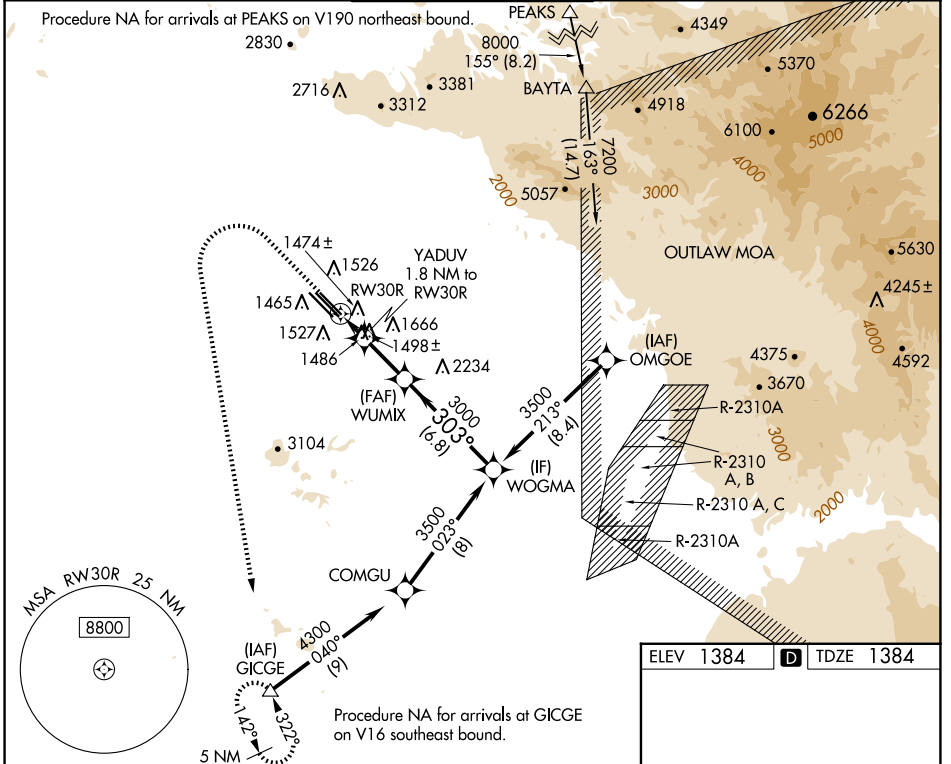 Procedure NA for arrivals at PEAKS on V190 northeast bound.
PEAKS
2830
8000
155° (8.2)
4349
5370
BAYTA
2716
3381
3312
4918
6266
6100
5000
7200
163°
(14.7)
4000
2000
5057
3000
OUTLAW MOA
1474±
1526
YADUV
1.8 NM to
RW30R
RW30R
5630
4245±
1465
1527
1666
1486
1498±
4000
(IAF)
OMGOE
2234
4375
4592
3670
(FAF)
WUMIX
3000
303°
(6.8)
3500
213°
(8.4)
R-2310A
3000
3104
(IF)
WOGMA
R-2310
A, B
R-2310 A, C
2000
R-2310A
3500
023°
(8)
COMGU
MSA RW30R 25 NM
8800
4300
040°
(9)
(IAF)
GICGE
142°
322°
5 NM
Procedure NA for arrivals at GICGE
on V16 southeast bound.
ELEV 1384
D
TDZE 1384